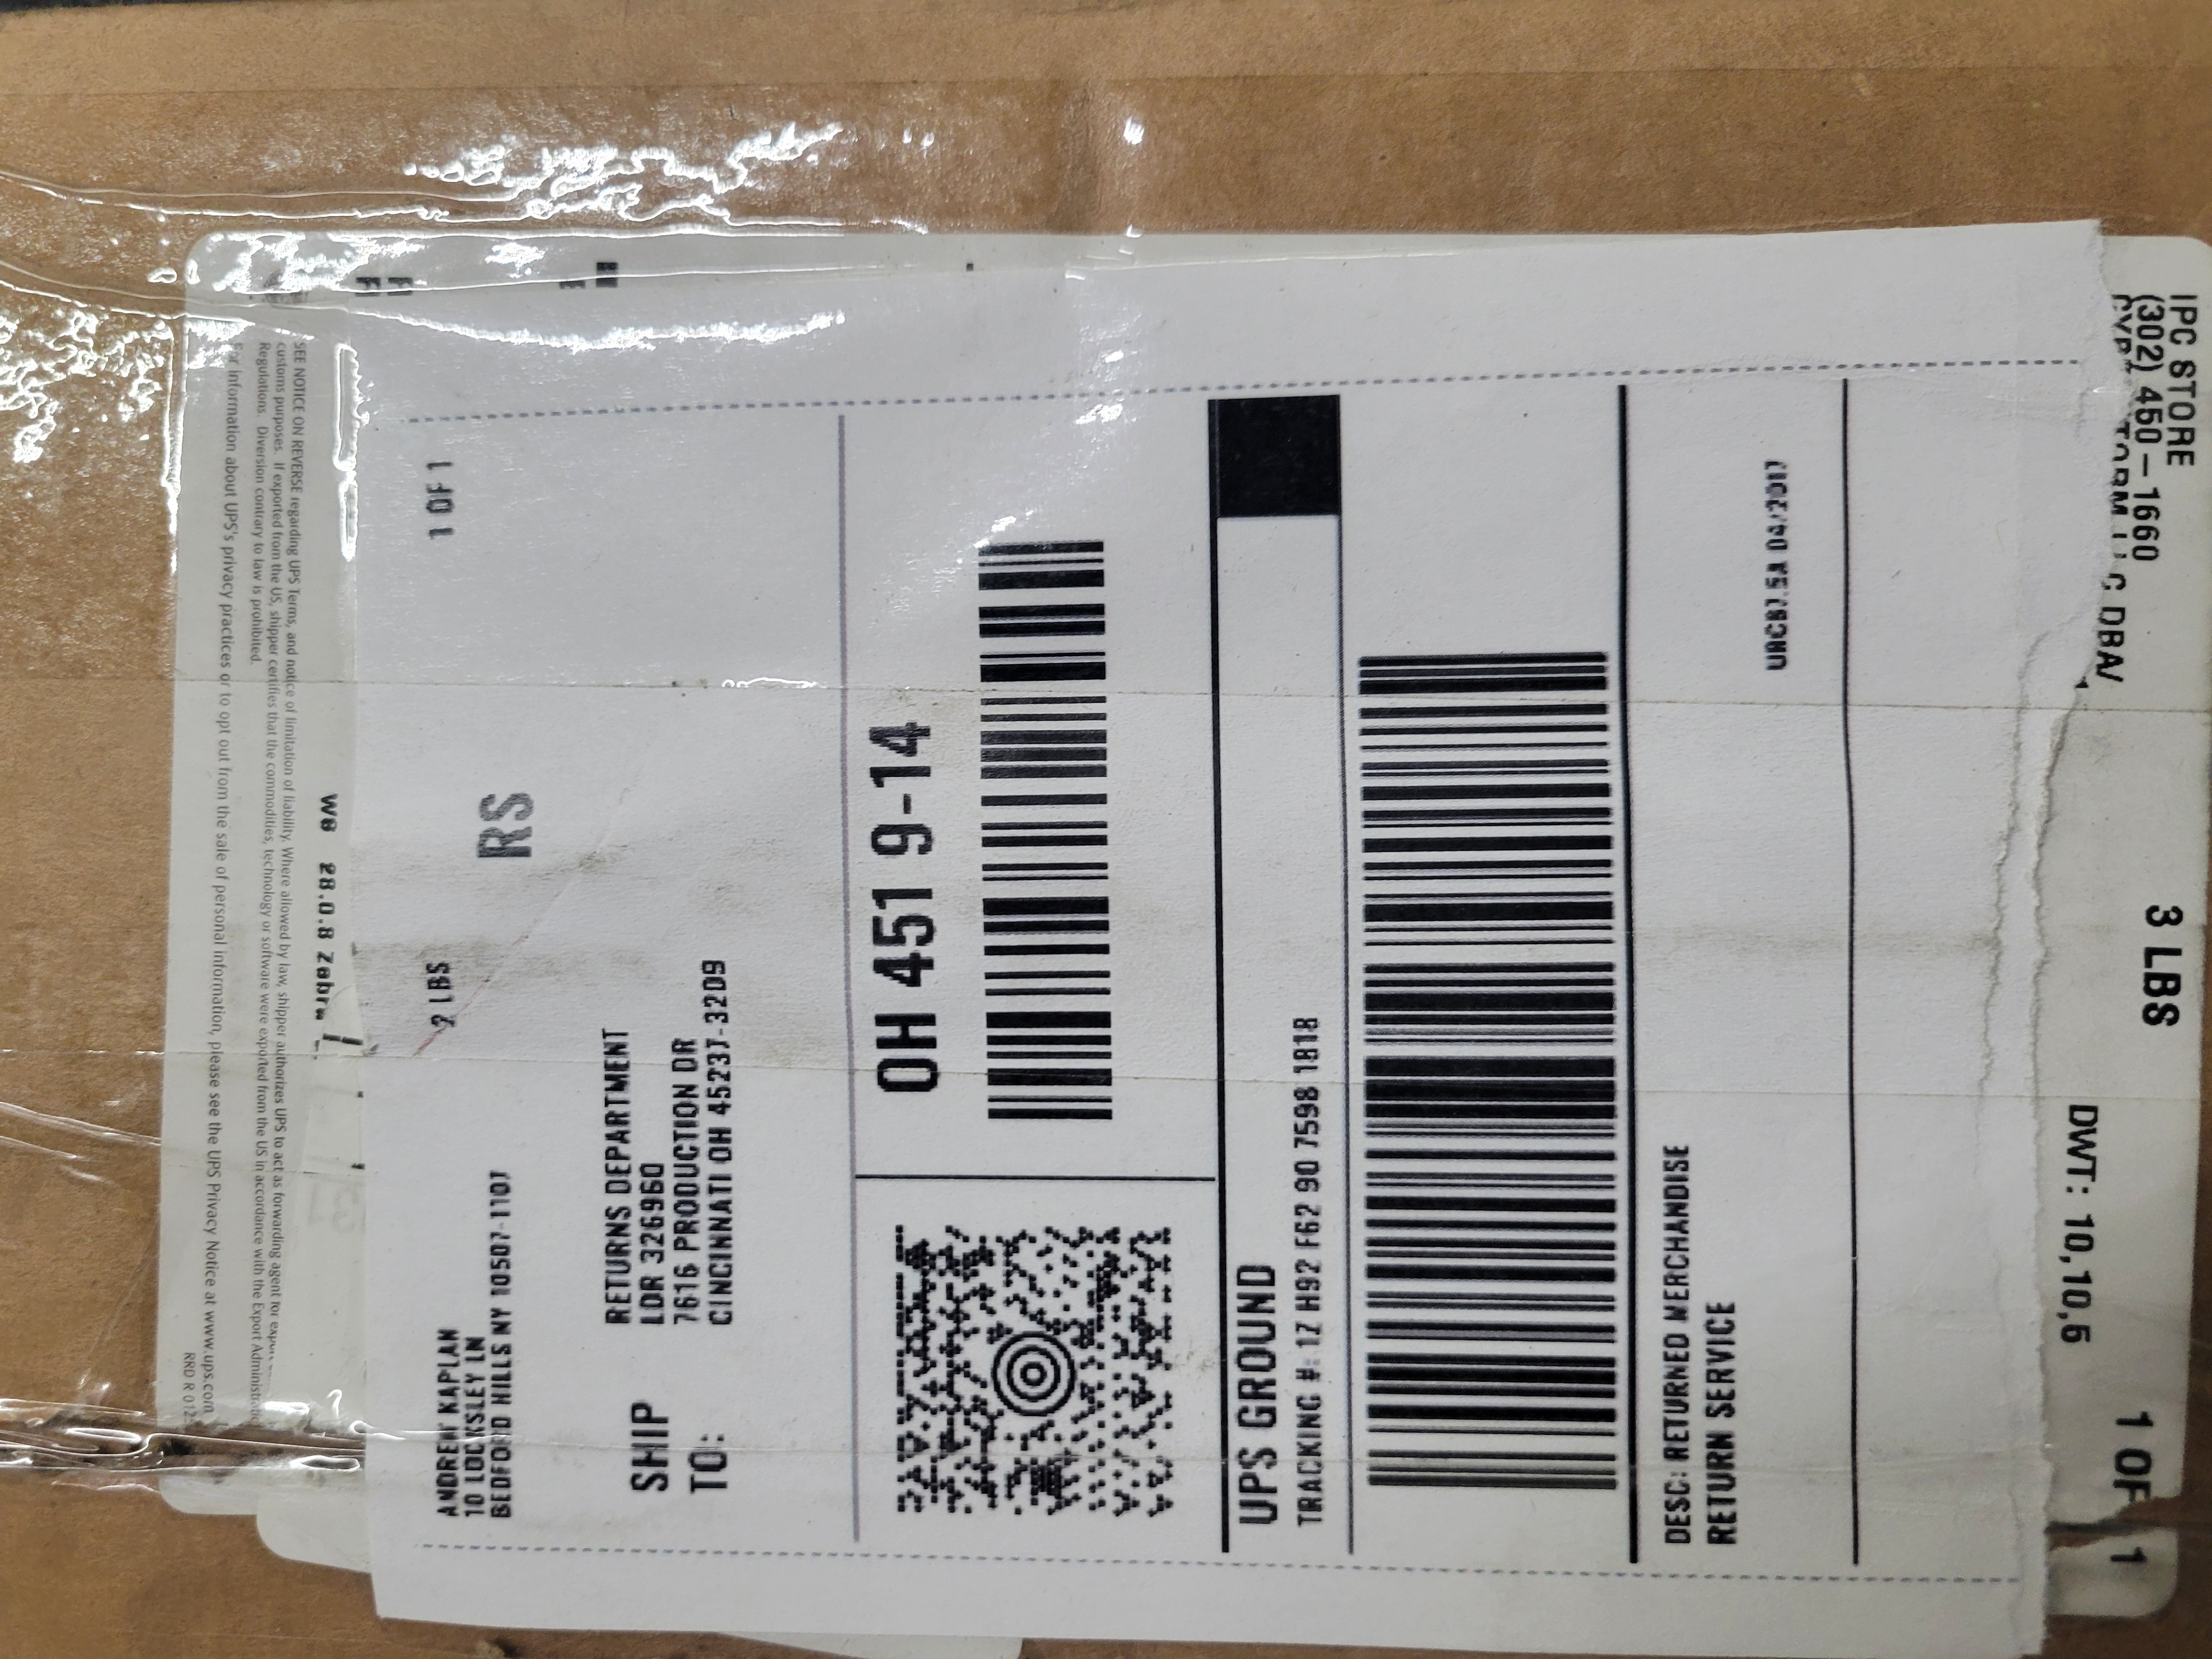 ANDREW KAPLAN
10 LOCKSLEY LN
BEDFORD HILLS NY 10507-1107
2 LBS
1 OF 1
RS
SHIP
TO:
RETURNS DEPARTMENT
LDR 326960
7616 PRODUCTION DR
CINCINNATI OH 45237-3209
OH 451 9-14
UPS GROUND
TRACKING #: 1Z H92 F62 90 7598 1818
DESC: RETURNED MERCHANDISE
RETURN SERVICE
IPC STORE
(302) 450-1660
C DBA/
3 LBS
1 OF 1
DWT: 10,10,6
28.0.8 Zebra
SEE NOTICE ON REVERSE regarding UPS Terms, and notice of limitation of liability. Where allowed by law, shipper authorizes UPS to act as forwarding agent for export
customs purposes. If exported from the US, shipper certifies that the commodities, technology or software were exported from the US in accordance with the Export Administratio
Regulations. Diversion contrary to law is prohibited.
For information about UPS's privacy practices or to opt out from the sale of personal information, please see the UPS Privacy Notice at www.ups.com
RRD R 012